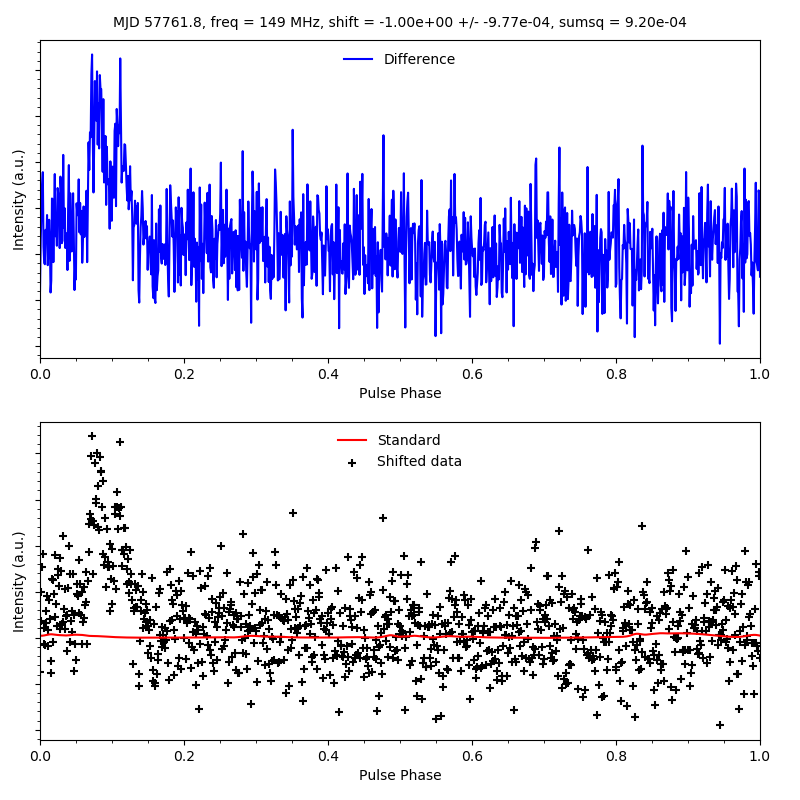 MJD 57761.8, freq = 149 MHz, shift = -1.00e+00 +/- -9.77e-04, sumsq = 9.20e-04
Difference
Intensity (a.u.)
0.0 0.2 0.4 0.6 0.8 1.0
Pulse Phase
Standard
Shifted data
Intensity (a.u.)
0.0 0.2 0.4 0.6 0.8 1.0
Pulse Phase